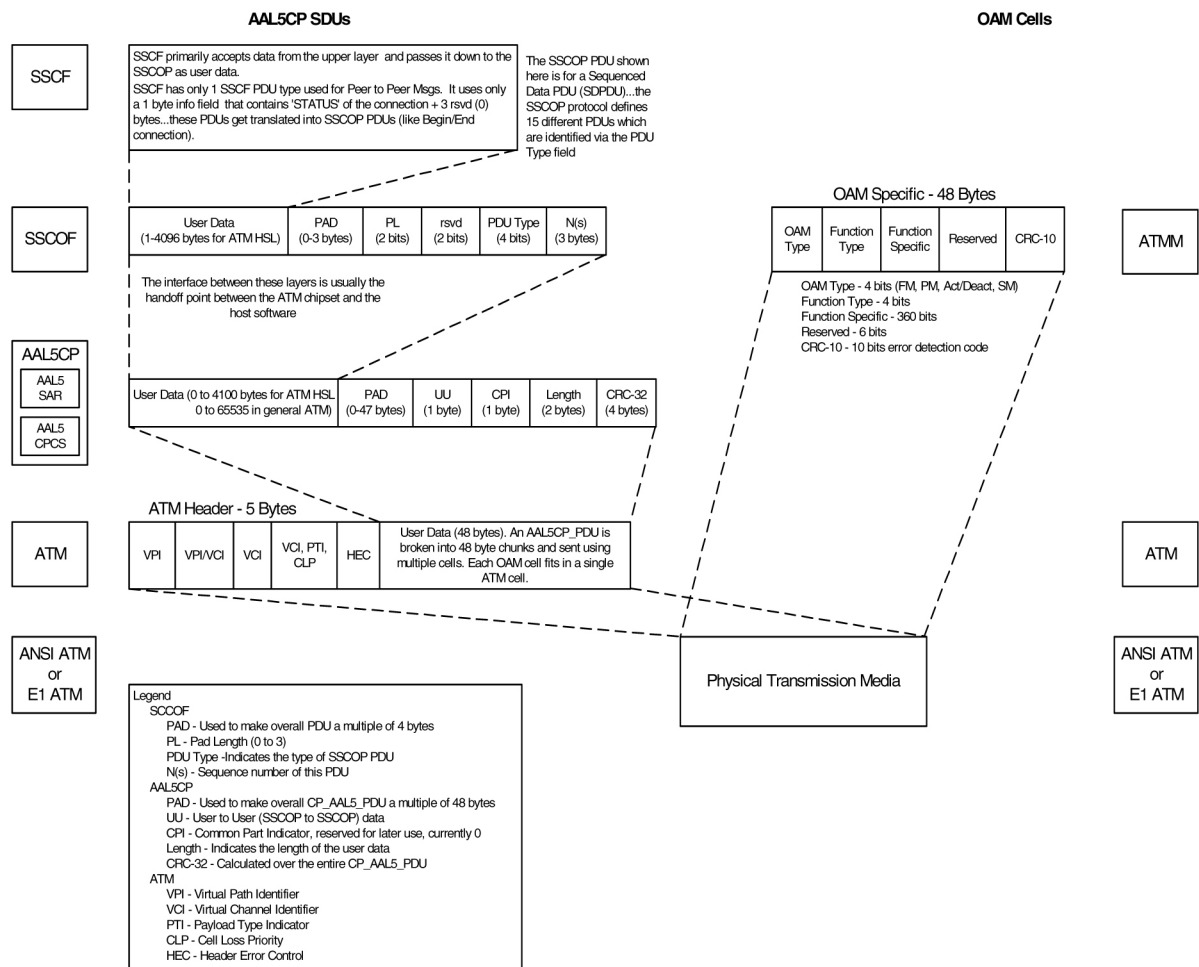 AAL5CP SDUs
OAM Cells
SSCF
SSCF primarily accepts data from the upper layer and passes it down to the
SSCOP as user data.
SSCF has only 1 SSCF PDU type used for Peer to Peer Msgs. It uses only
a 1 byte info field that contains 'STATUS' of the connection + 3 rsvd (0)
bytes...these PDUs get translated into SSCOP PDUs (like Begin/End
connection).
The SSCOP PDU shown
here is for a Sequenced
Data PDU (SDPDU)...the
SSCOP protocol defines
15 different PDUs which
are identified via the PDU
Type field
SSCOF
User Data
(1-4096 bytes for ATM HSL)
PAD
(0-3 bytes)
PL
(2 bits)
rsvd
(2 bits)
PDU Type
(4 bits)
N(s)
(3 bytes)
OAM Specific - 48 Bytes
OAM
Type
Function
Type
Function
Specific
Reserved
CRC-10
ATMM
The interface between these layers is usually the
handoff point between the ATM chipset and the
host software
OAM Type - 4 bits (FM, PM, Act/Deact, SM)
Function Type - 4 bits
Function Specific - 360 bits
Reserved - 6 bits
CRC-10 - 10 bits error detection code
AAL5CP
AAL5
SAR
AAL5
CPCS
User Data (0 to 4100 bytes for ATM HSL
0 to 65535 in general ATM)
PAD
(0-47 bytes)
UU
(1 byte)
CPI
(1 byte)
Length
(2 bytes)
CRC-32
(4 bytes)
ATM Header - 5 Bytes
ATM
VPI
VPI/VCI
VCI
VCI, PTI,
CLP
HEC
User Data (48 bytes). An AAL5CP_PDU is
broken into 48 byte chunks and sent using
multiple cells. Each OAM cell fits in a single
ATM cell.
ATM
ANSI ATM
or
E1 ATM
Physical Transmission Media
ANSI ATM
or
E1 ATM
Legend
SCCOF
PAD - Used to make overall PDU a multiple of 4 bytes
PL - Pad Length (0 to 3)
PDU Type -Indicates the type of SSCOP PDU
N(s) - Sequence number of this PDU
AAL5CP
PAD - Used to make overall CP_AAL5_PDU a multiple of 48 bytes
UU - User to User (SSCOP to SSCOP) data
CPI - Common Part Indicator, reserved for later use, currently 0
Length - Indicates the length of the user data
CRC-32 - Calculated over the entire CP_AAL5_PDU
ATM
VPI - Virtual Path Identifier
VCI - Virtual Channel Identifier
PTI - Payload Type Indicator
CLP - Cell Loss Priority
HEC - Header Error Control